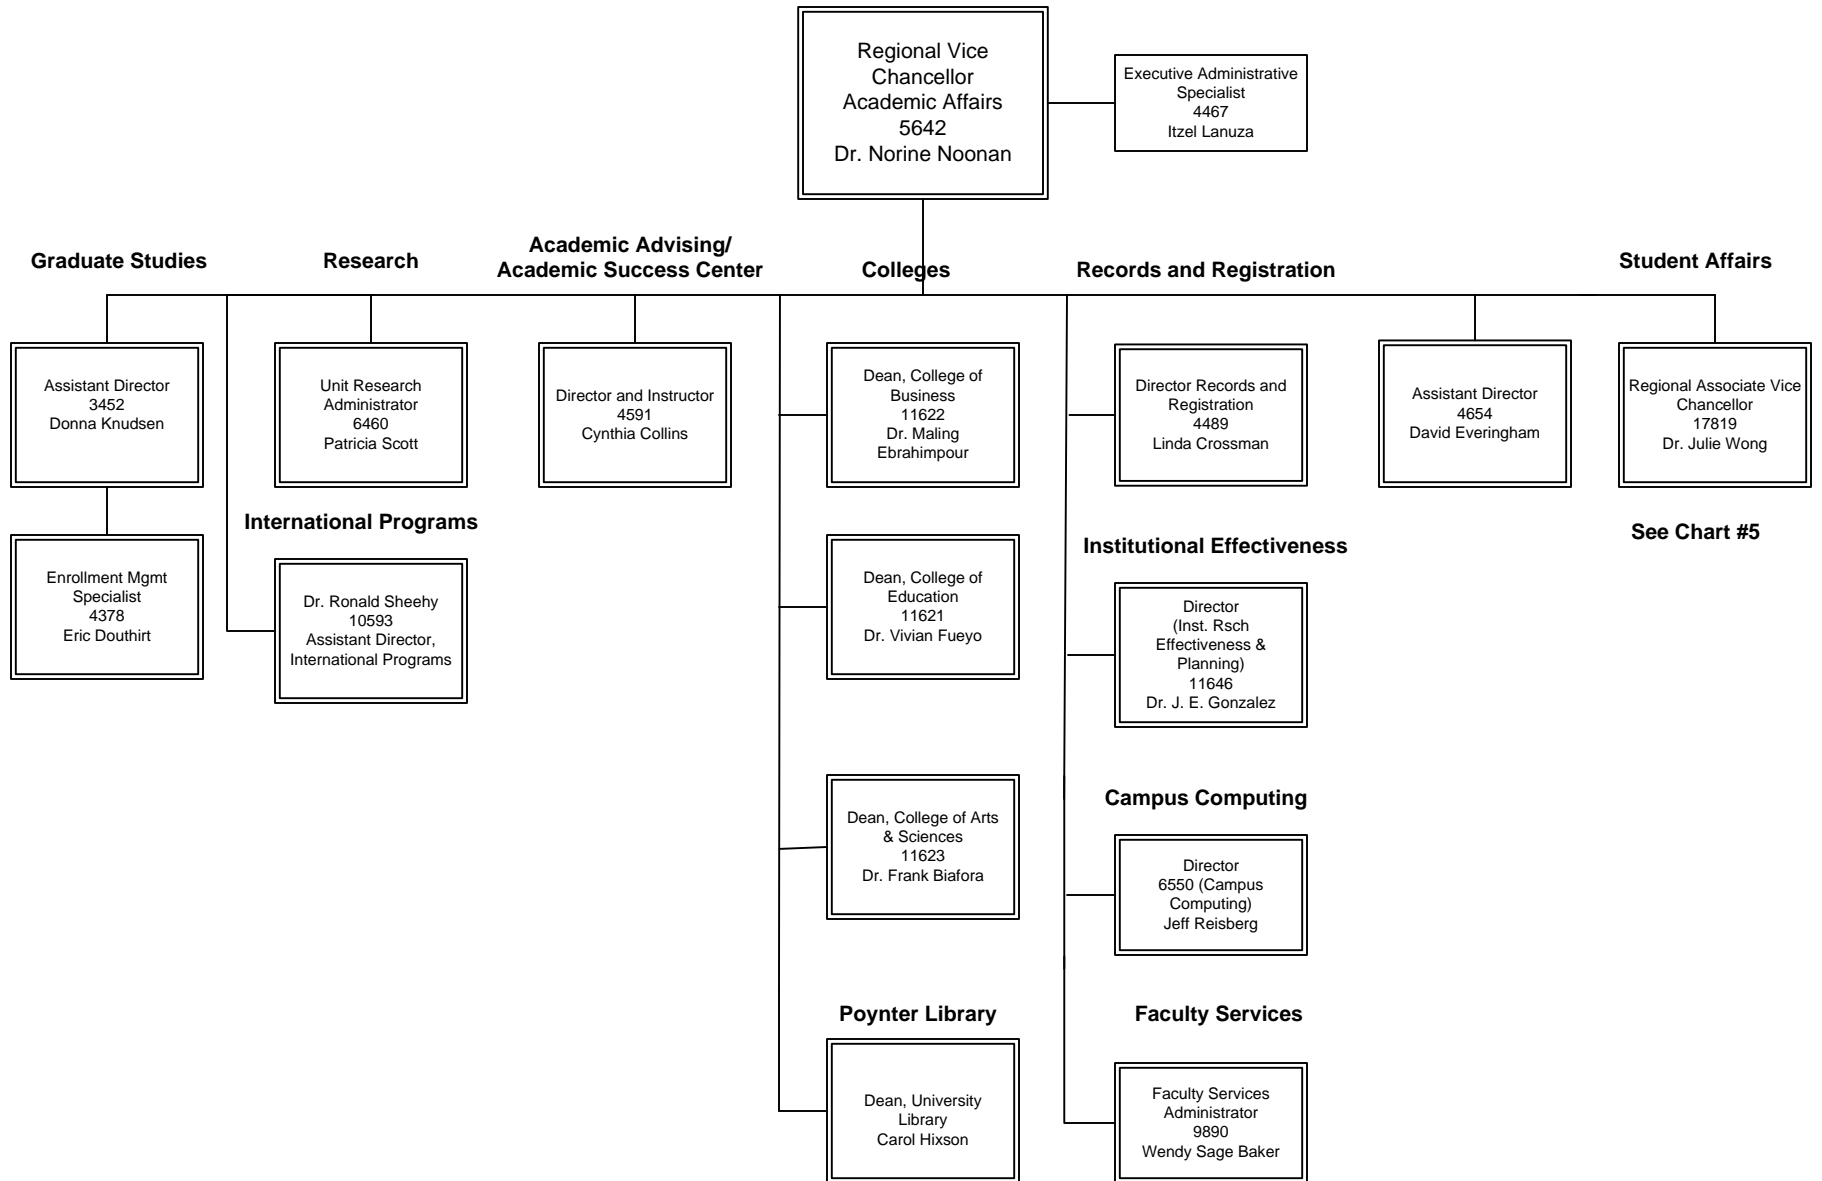 Regional Vice
Chancellor
Academic Affairs
5642
Dr. Norine Noonan
Executive Administrative
Specialist
4467
Itzel Lanuza
Graduate Studies
Research
Academic Advising/
Academic Success Center
Colleges
Records and Registration
Student Affairs
Assistant Director
3452
Donna Knudsen
Unit Research
Administrator
6460
Patricia Scott
Director and Instructor
4591
Cynthia Collins
Dean, College of
Business
11622
Dr. Maling
Ebrahimpour
Director Records and
Registration
4489
Linda Crossman
Assistant Director
4654
David Everingham
Regional Associate Vice
Chancellor
17819
Dr. Julie Wong
International Programs
Institutional Effectiveness
See Chart #5
Enrollment Mgmt
Specialist
4378
Eric Douthirt
Dr. Ronald Sheehy
10593
Assistant Director,
International Programs
Dean, College of
Education
11621
Dr. Vivian Fueyo
Director
(Inst. Rsch
Effectiveness &
Planning)
11646
Dr. J. E. Gonzalez
Dean, College of Arts
& Sciences
11623
Dr. Frank Biafora
Campus Computing
Director
6550 (Campus
Computing)
Jeff Reisberg
Poynter Library
Faculty Services
Dean, University
Library
Carol Hixson
Faculty Services
Administrator
9890
Wendy Sage Baker